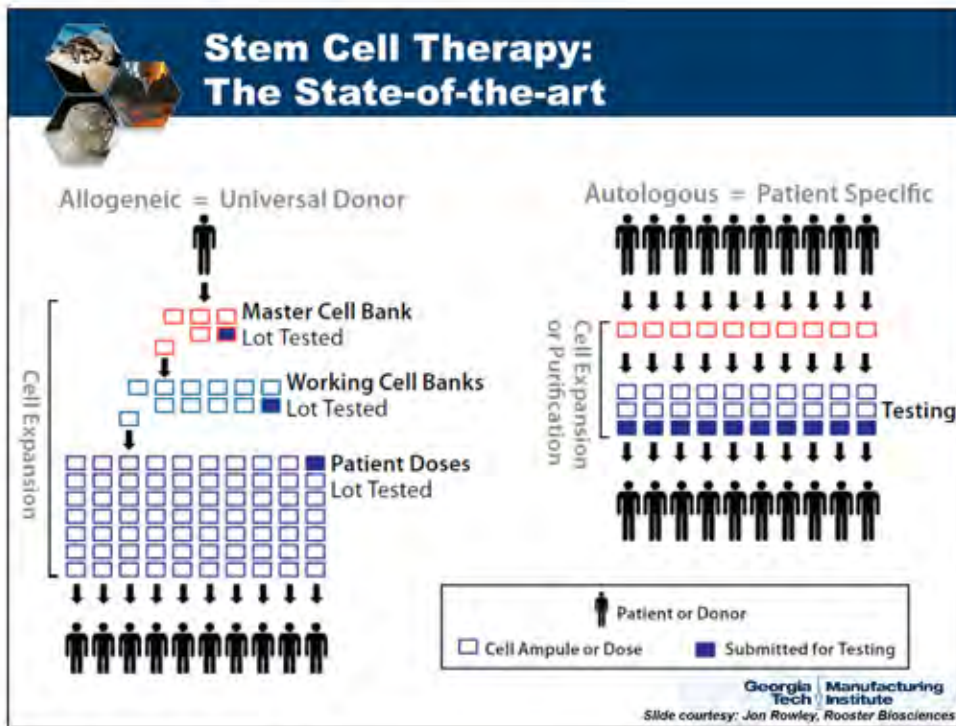 Stem Cell Therapy:
The State-of-the-art
Allogeneic = Universal Donor
Cell Expansion
Master Cell Bank
Lot Tested
Working Cell Banks
Lot Tested
Patient Doses
Lot Tested
Autologous = Patient Specific
Cell Expansion
or Purification
Testing
Patient or Donor
Cell Ampule or Dose
Submitted for Testing
Georgia Tech Manufacturing Institute
Slide courtesy: Jon Rowley, Rooster Biosciences